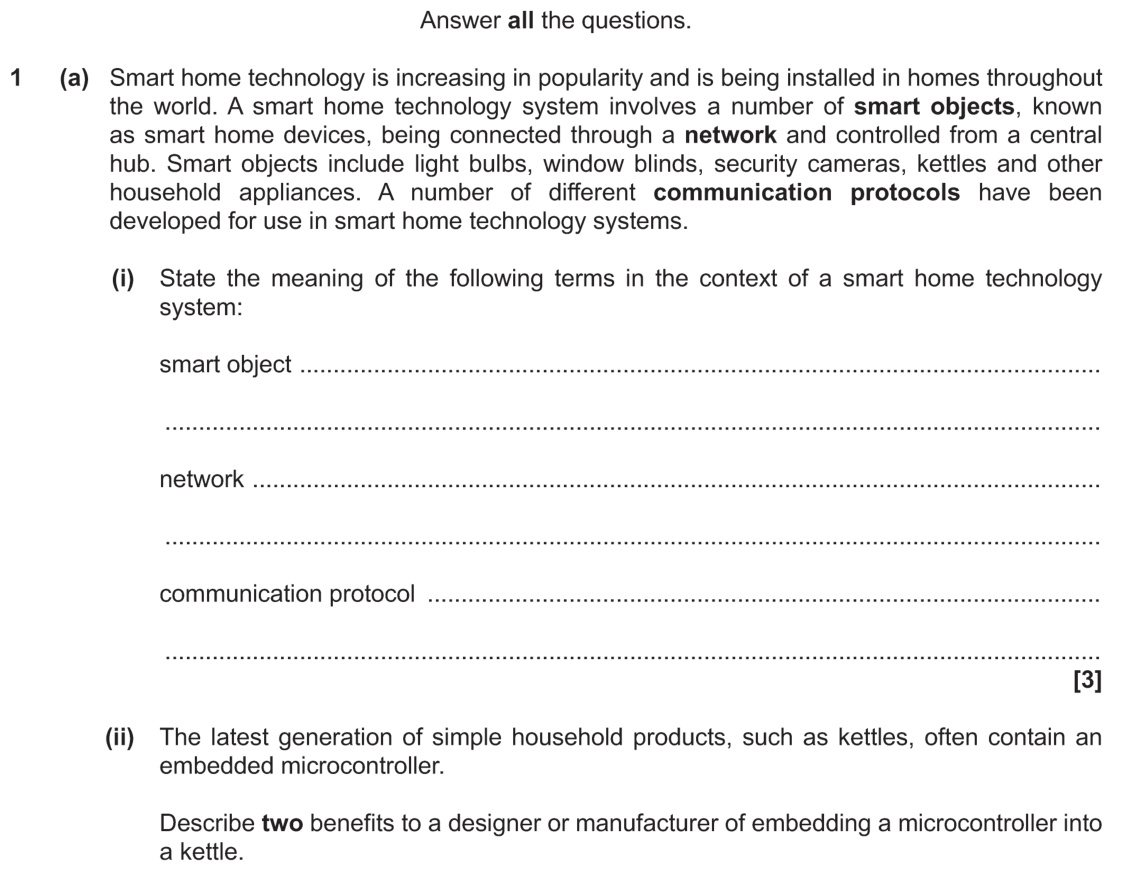 Answer all the questions.
1 (a) Smart home technology is increasing in popularity and is being installed in homes throughout
the world. A smart home technology system involves a number of smart objects, known
as smart home devices, being connected through a network and controlled from a central
hub. Smart objects include light bulbs, window blinds, security cameras, kettles and other
household appliances. A number of different communication protocols have been
developed for use in smart home technology systems.
(i) State the meaning of the following terms in the context of a smart home technology
system:
smart object ................................................................
................................................................
network ................................................................
................................................................
communication protocol ................................................................
................................................................
[3]
(ii) The latest generation of simple household products, such as kettles, often contain an
embedded microcontroller.
Describe two benefits to a designer or manufacturer of embedding a microcontroller into
a kettle.